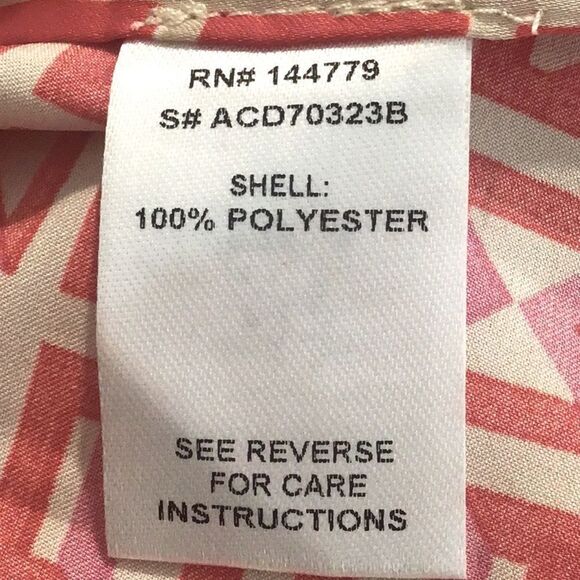 RN# 144779
S# ACD70323B
SHELL:
100% POLYESTER
SEE REVERSE
FOR CARE
INSTRUCTIONS